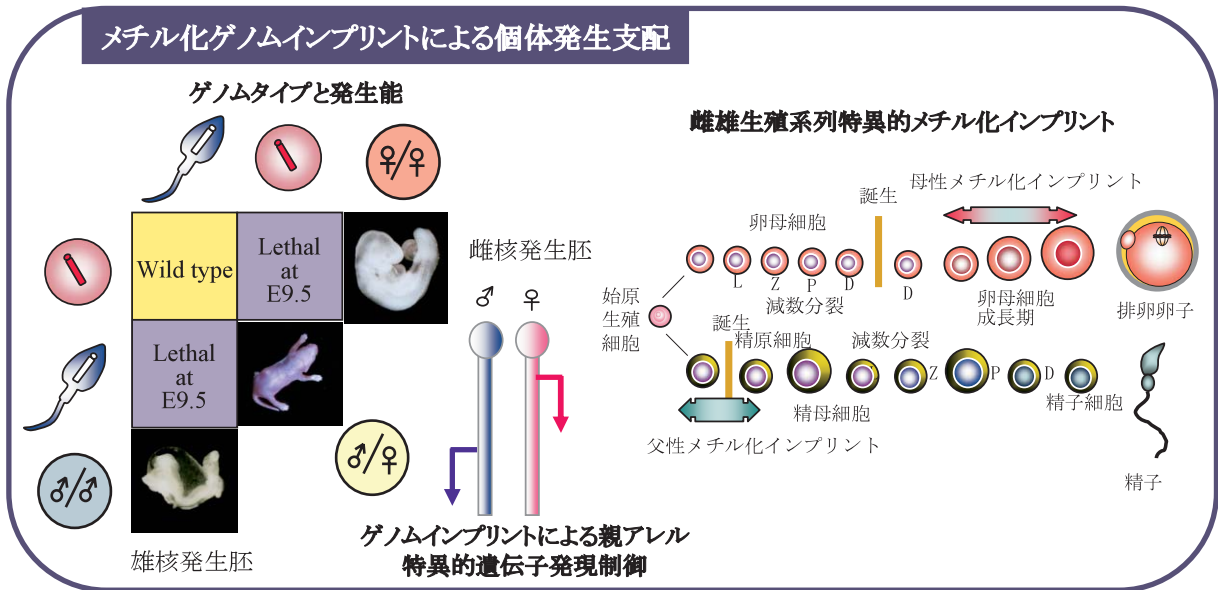 メチル化ゲノムインプリントによる個体発生支配
ゲノムタイプと発生能
♀/♀
Wild type
Lethal
at
E9.5
Lethal
at
E9.5
♂/♂
雄核発生胚
雌核発生胚
♂ ♀
♂/♀
ゲノムインプリントによる親アレル
特異的遺伝子発現制御
雌雄生殖系列特異的メチル化インプリント
母性メチル化インプリント
誕生
卵母細胞
L Z P D D
減数分裂
卵母細胞
成長期
排卵卵子
始原
生殖
細胞
誕生
精原細胞
減数分裂
Z P D
精母細胞
精子細胞
父性メチル化インプリント
精子